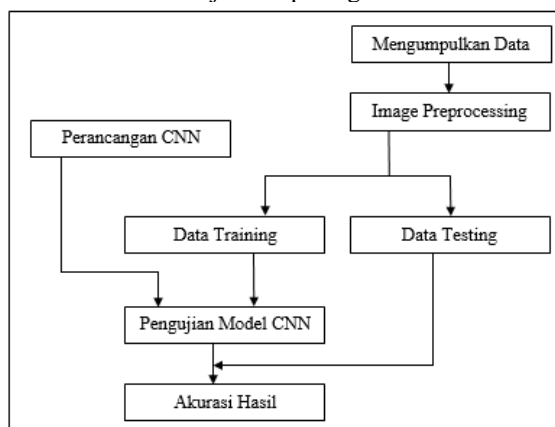 Mengumpulkan Data
Image Preprocessing
Perancangan CNN
Data Training
Data Testing
Pengujian Model CNN
Akurasi Hasil